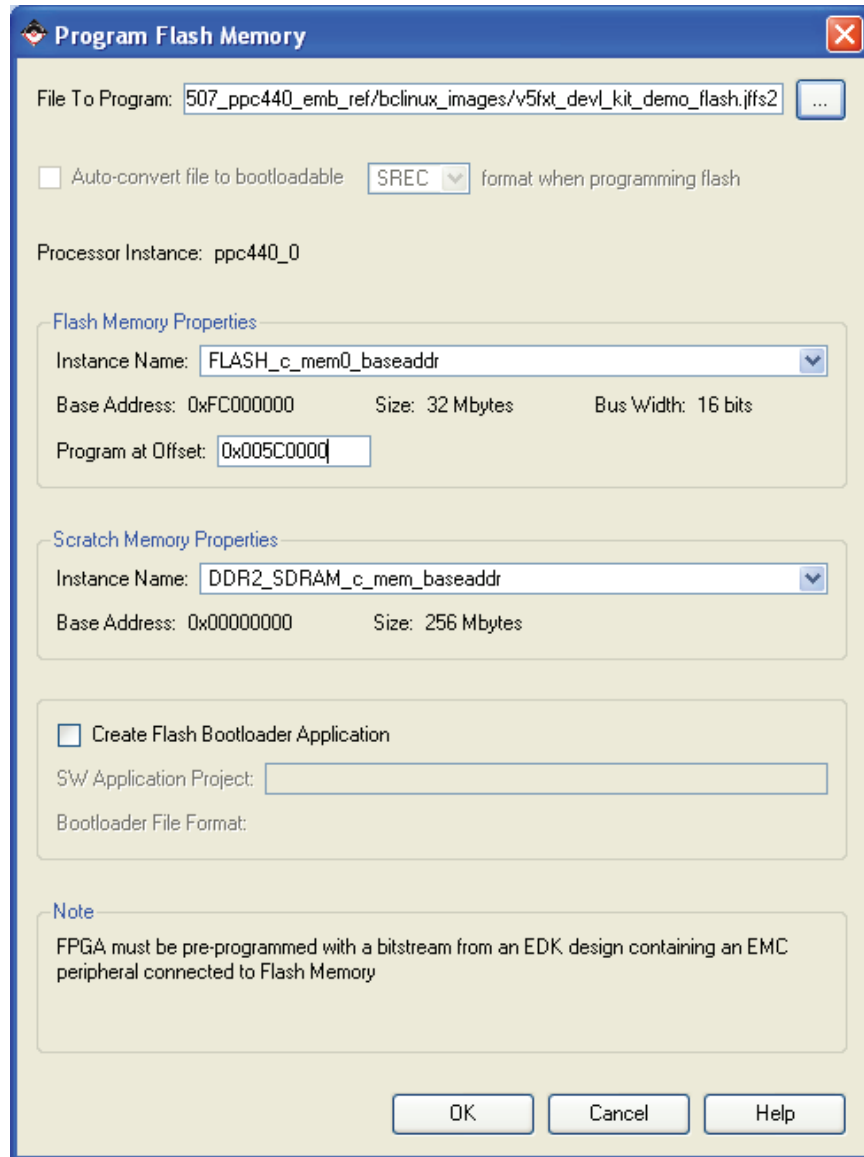 Program Flash Memory
File To Program: 507_ppc440_emb_ref/bclinux_images/v5fxt_devl_kit_demo_flash.jffs2 ...
Auto-convert file to bootloadable SREC format when programming flash
Processor Instance: ppc440_0
Flash Memory Properties
Instance Name: FLASH_c_mem0_baseaddr
Base Address: 0xFC000000 Size: 32 Mbytes Bus Width: 16 bits
Program at Offset: 0x005C0000
Scratch Memory Properties
Instance Name: DDR2_SDRAM_c_mem_baseaddr
Base Address: 0x00000000 Size: 256 Mbytes
Create Flash Bootloader Application
SW Application Project:
Bootloader File Format:
Note
FPGA must be pre-programmed with a bitstream from an EDK design containing an EMC
peripheral connected to Flash Memory
OK Cancel Help